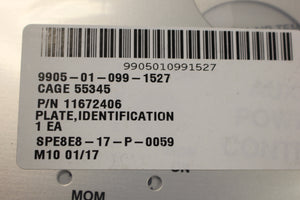 9905010991527
9905-01-099-1527
CAGE 55345
P/N 11672406
PLATE,IDENTIFICATION
1 EA
SPE8E8-17-P-0059
M10 01/17
MOM
ON